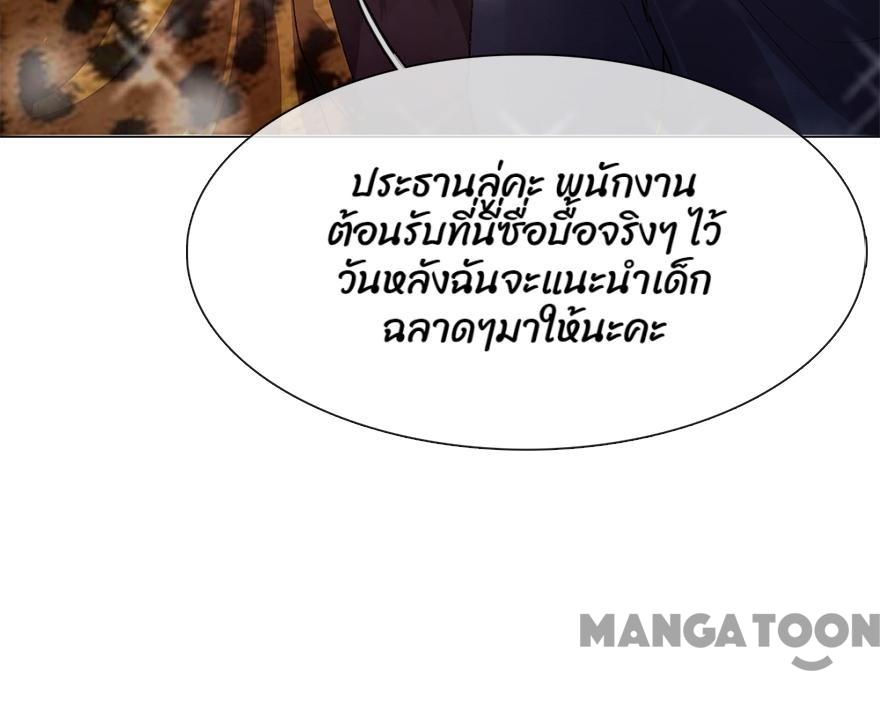 ประธานลู่คะ พนักงาน
ต้อนรับที่นี่ซื่อบื้อจริงๆ ไว้
วันหลังฉันจะแนะนำเด็ก
ฉลาดๆมาให้นะคะ
MANGATOON